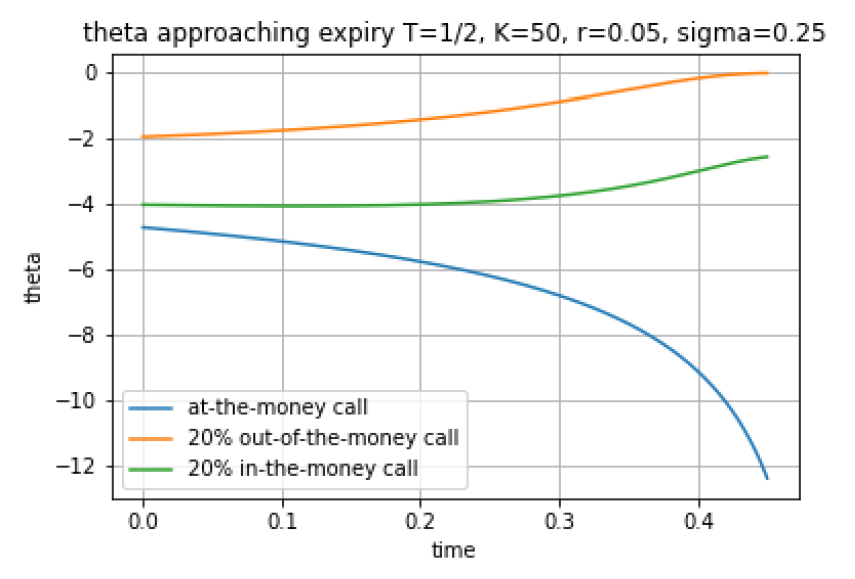 theta approaching expiry T=1/2, K=50, r=0.05, sigma=0.25
0
−2
−4
−6
−8
−10
−12
theta
at-the-money call
20% out-of-the-money call
20% in-the-money call
0.0 0.1 0.2 0.3 0.4
time